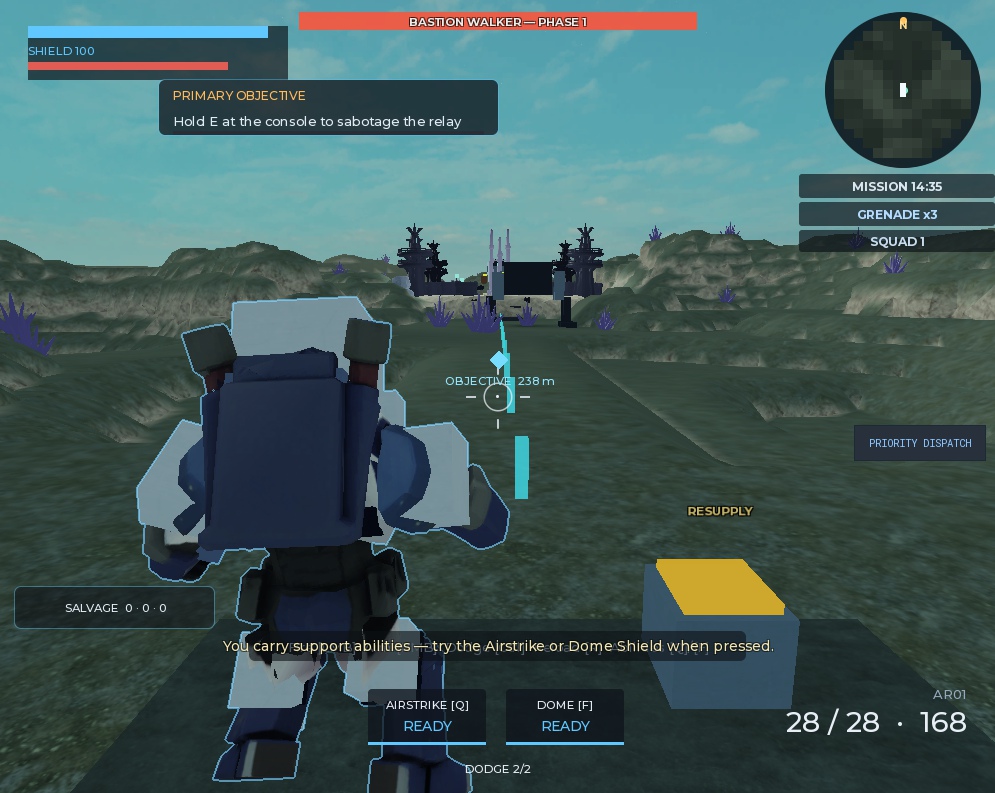 BASTION WALKER — PHASE 1
SHIELD 100
PRIMARY OBJECTIVE
Hold E at the console to sabotage the relay
N
MISSION 14:35
GRENADE x3
SQUAD 1
OBJECTIVE 238 m
PRIORITY DISPATCH
RESUPPLY
SALVAGE 0 · 0 · 0
You carry support abilities — try the Airstrike or Dome Shield when pressed.
AIRSTRIKE [Q]
READY
DOME [F]
READY
AR01
28 / 28 · 168
DODGE 2/2